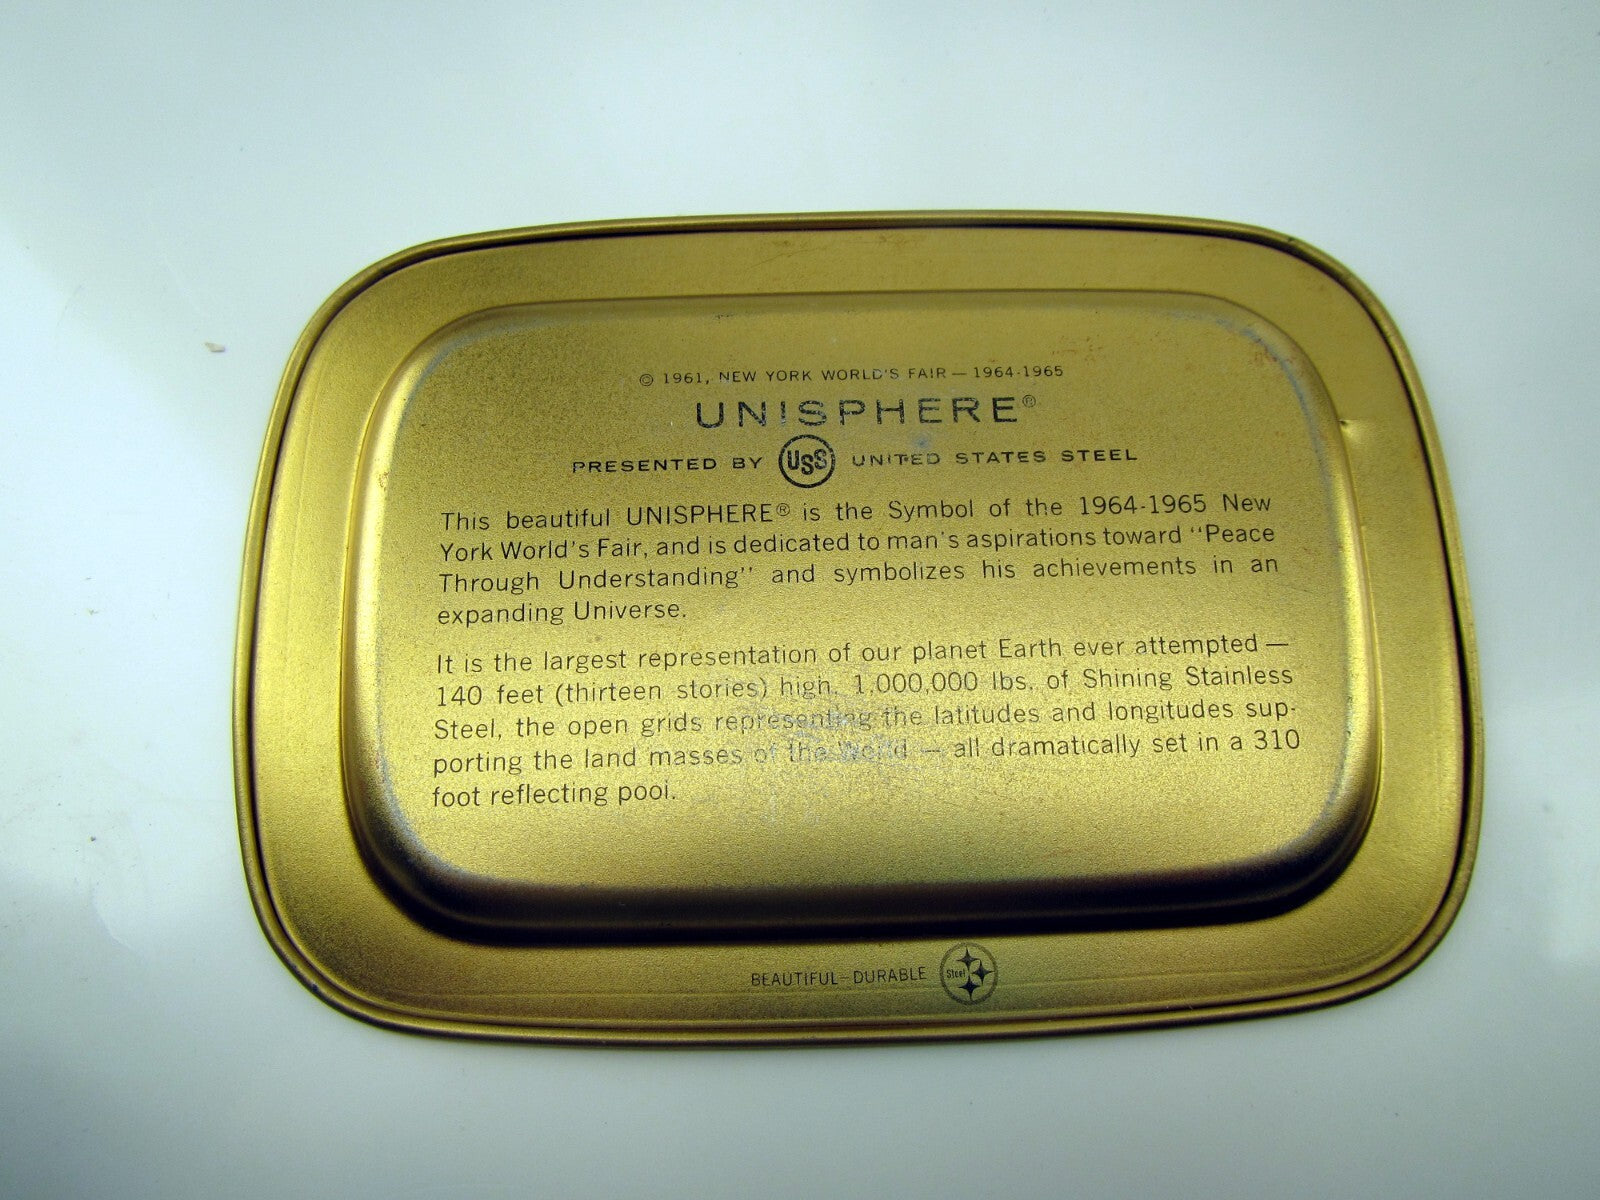 © 1961, NEW YORK WORLD'S FAIR — 1964-1965
UNISPHERE®
PRESENTED BY USS UNITED STATES STEEL
This beautiful UNISPHERE® is the Symbol of the 1964-1965 New
York World's Fair, and is dedicated to man's aspirations toward "Peace
Through Understanding" and symbolizes his achievements in an
expanding Universe.
It is the largest representation of our planet Earth ever attempted —
140 feet (thirteen stories) high, 1,000,000 lbs. of Shining Stainless
Steel, the open grids representing the latitudes and longitudes sup-
porting the land masses of the World — all dramatically set in a 310
foot reflecting pool.
BEAUTIFUL-DURABLE Steel